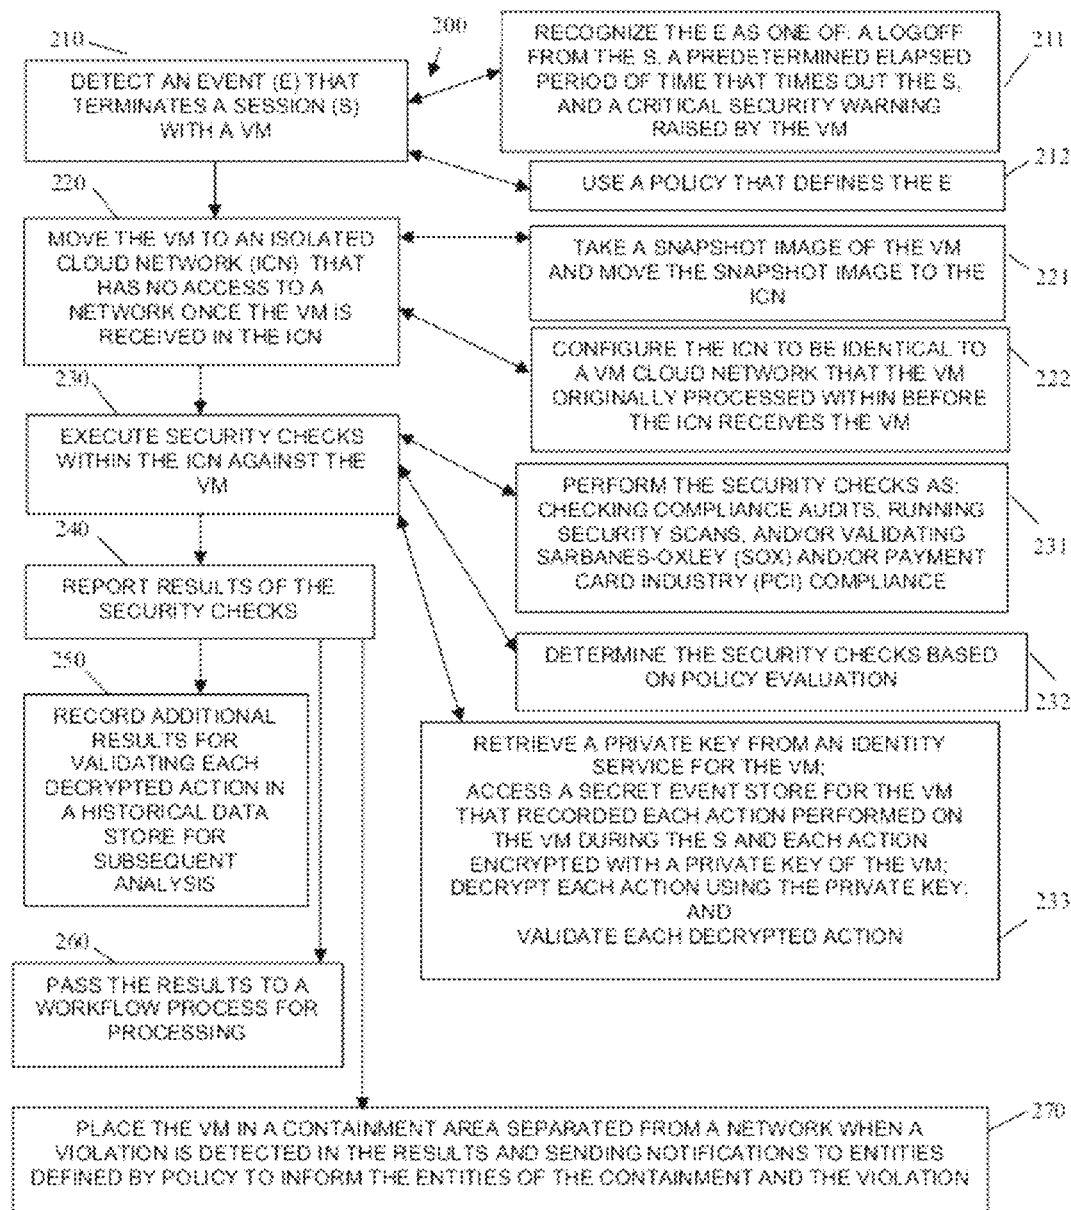 210
200
DETECT AN EVENT (E) THAT
TERMINATES A SESSION (S)
WITH A VM
RECOGNIZE THE E AS ONE OF: A LOGOFF
FROM THE S, A PREDETERMINED ELAPSED
PERIOD OF TIME THAT TIMES OUT THE S,
AND A CRITICAL SECURITY WARNING
RAISED BY THE VM
211
212
USE A POLICY THAT DEFINES THE E
220
MOVE THE VM TO AN ISOLATED
CLOUD NETWORK (ICN) THAT
HAS NO ACCESS TO A
NETWORK ONCE THE VM IS
RECEIVED IN THE ICN
TAKE A SNAPSHOT IMAGE OF THE VM
AND MOVE THE SNAPSHOT IMAGE TO THE
ICN
221
CONFIGURE THE ICN TO BE IDENTICAL TO
A VM CLOUD NETWORK THAT THE VM
ORIGINALLY PROCESSED WITHIN BEFORE
THE ICN RECEIVES THE VM
222
230
EXECUTE SECURITY CHECKS
WITHIN THE ICN AGAINST THE
VM
PERFORM THE SECURITY CHECKS AS:
CHECKING COMPLIANCE AUDITS, RUNNING
SECURITY SCANS, AND/OR VALIDATING
SARBANES-OXLEY (SOX) AND/OR PAYMENT
CARD INDUSTRY (PCI) COMPLIANCE
231
240
REPORT RESULTS OF THE
SECURITY CHECKS
DETERMINE THE SECURITY CHECKS BASED
ON POLICY EVALUATION
232
250
RECORD ADDITIONAL
RESULTS FOR
VALIDATING EACH
DECRYPTED ACTION IN
A HISTORICAL DATA
STORE FOR
SUBSEQUENT
ANALYSIS
RETRIEVE A PRIVATE KEY FROM AN IDENTITY
SERVICE FOR THE VM;
ACCESS A SECRET EVENT STORE FOR THE VM
THAT RECORDED EACH ACTION PERFORMED ON
THE VM DURING THE S AND EACH ACTION
ENCRYPTED WITH A PRIVATE KEY OF THE VM;
DECRYPT EACH ACTION USING THE PRIVATE KEY;
AND
VALIDATE EACH DECRYPTED ACTION
233
260
PASS THE RESULTS TO A
WORKFLOW PROCESS FOR
PROCESSING
270
PLACE THE VM IN A CONTAINMENT AREA SEPARATED FROM A NETWORK WHEN A
VIOLATION IS DETECTED IN THE RESULTS AND SENDING NOTIFICATIONS TO ENTITIES
DEFINED BY POLICY TO INFORM THE ENTITIES OF THE CONTAINMENT AND THE VIOLATION